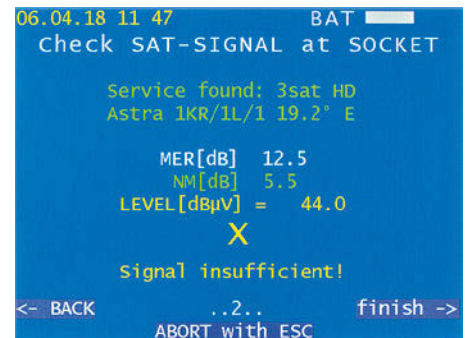 06.04.18 11 47 BAT
Check SAT-SIGNAL at SOCKET
Service found: 3sat HD
Astra 1KR/1L/1 19.2° E
MER[dB] 12.5
NM[dB] 5.5
LEVEL[dBµV] = 44.0
X
Signal insufficient!
<- BACK ..2.. finish ->
ABORT with ESC